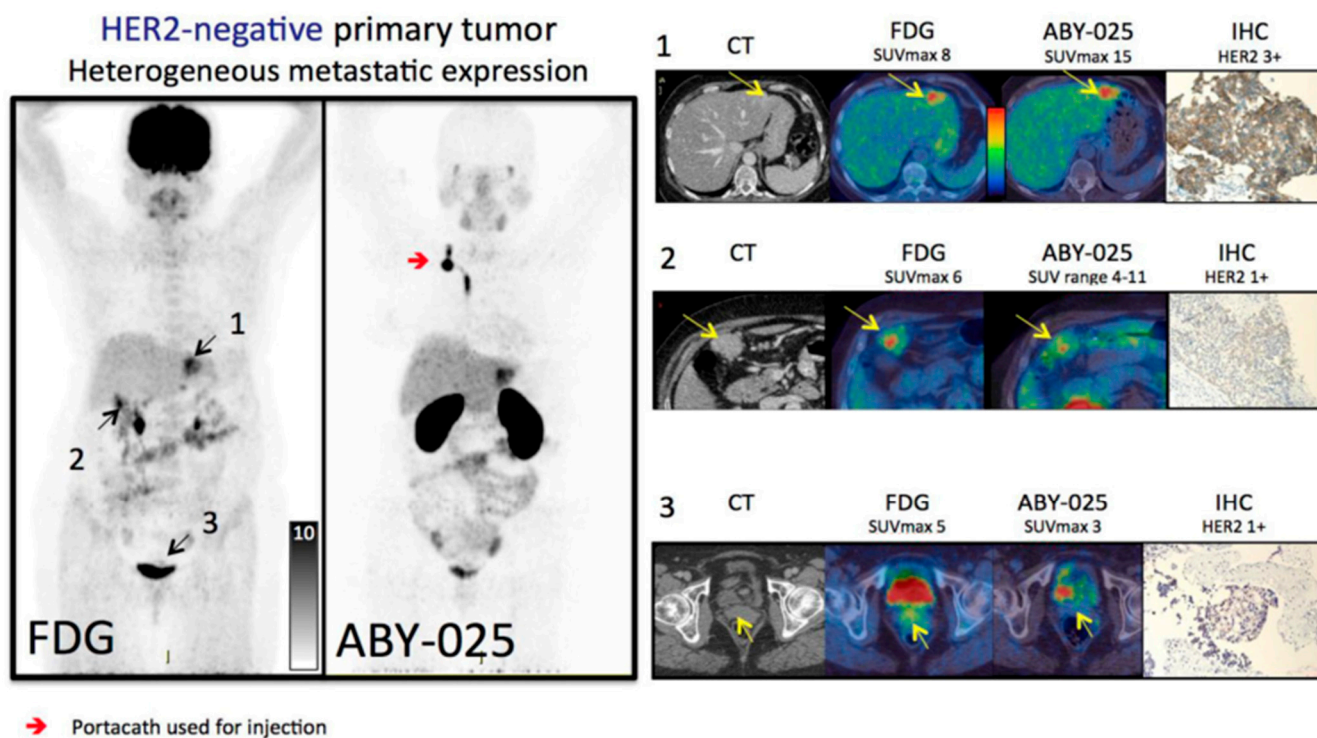 HER2-negative primary tumor
Heterogeneous metastatic expression
1
2
3
10
FDG
ABY-025
➔ Portacath used for injection
1
CT
FDG
SUVmax 8
ABY-025
SUVmax 15
IHC
HER2 3+
2
CT
FDG
SUVmax 6
ABY-025
SUV range 4-11
IHC
HER2 1+
3
CT
FDG
SUVmax 5
ABY-025
SUVmax 3
IHC
HER2 1+